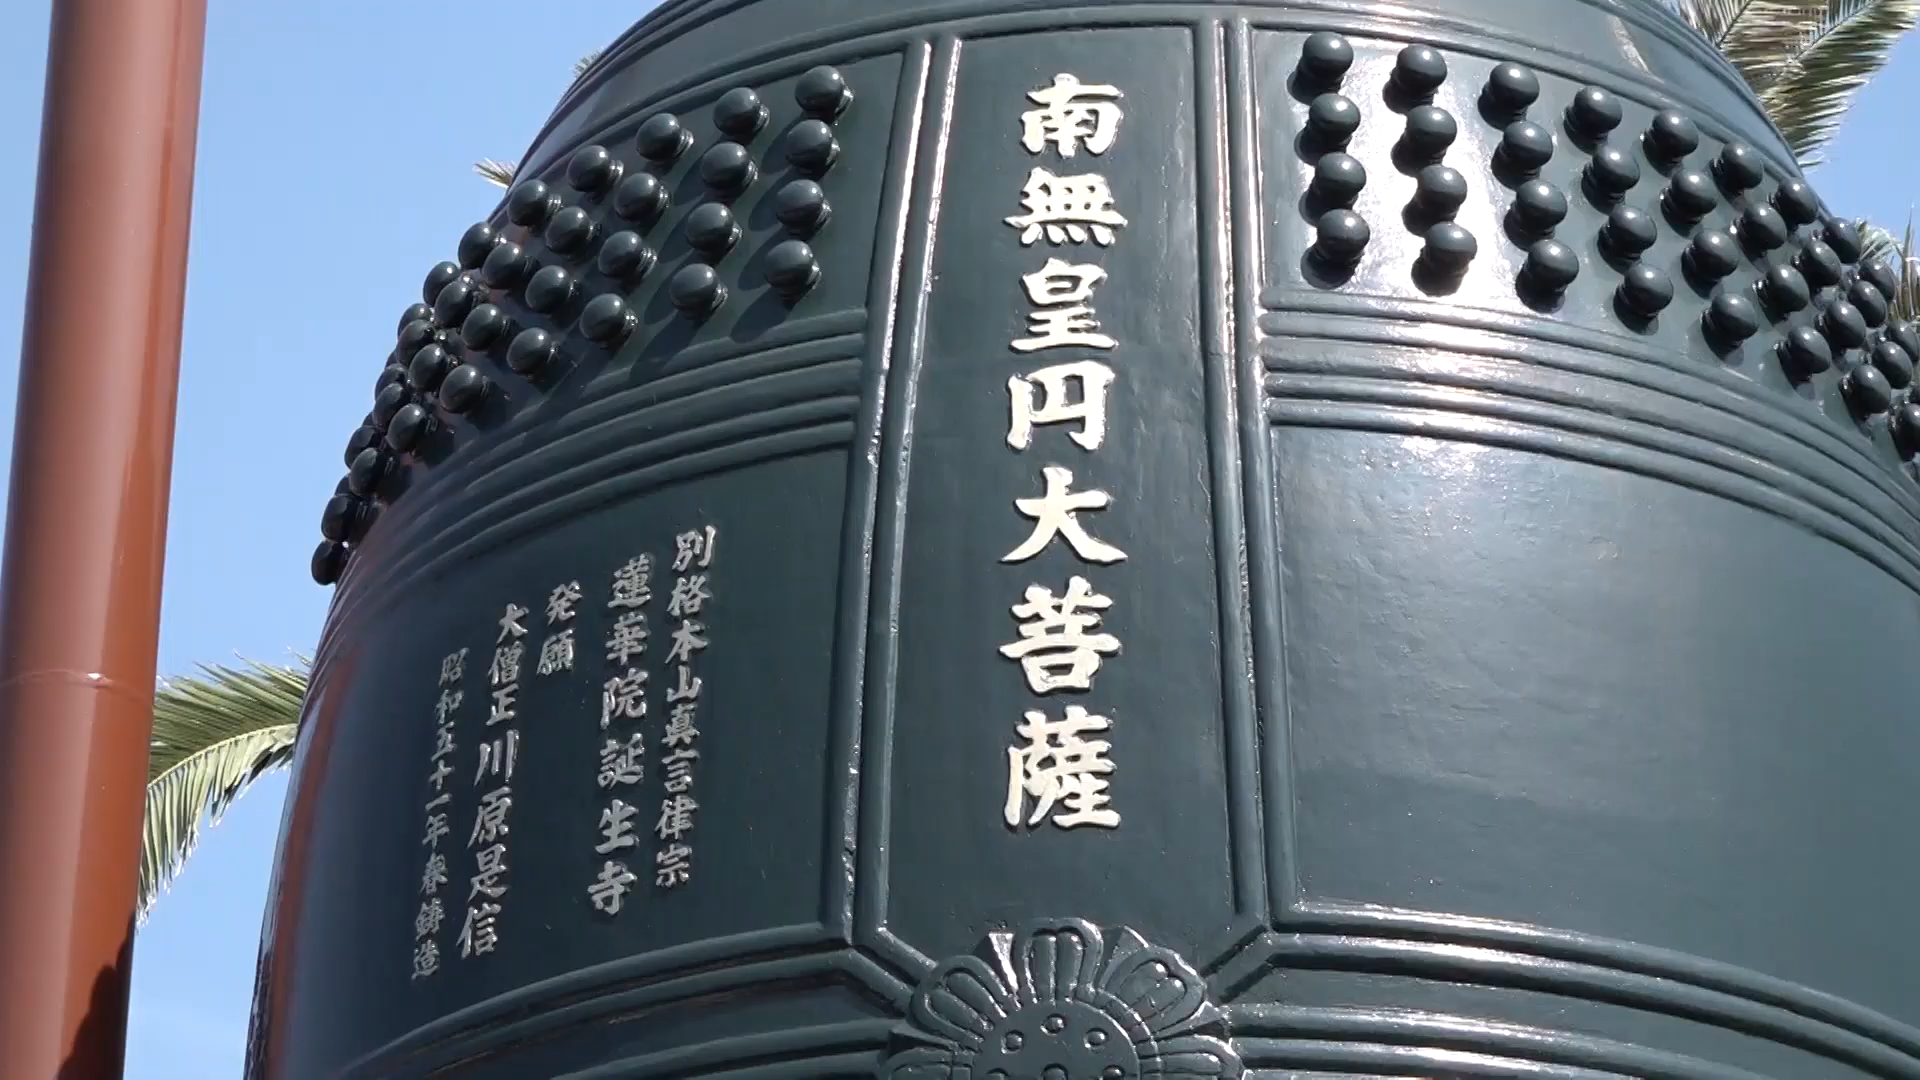 南無皇円大菩薩
別格本山真言律宗
蓮華院誕生寺
発願
大僧正川原是信
昭和五十一年春鋳造